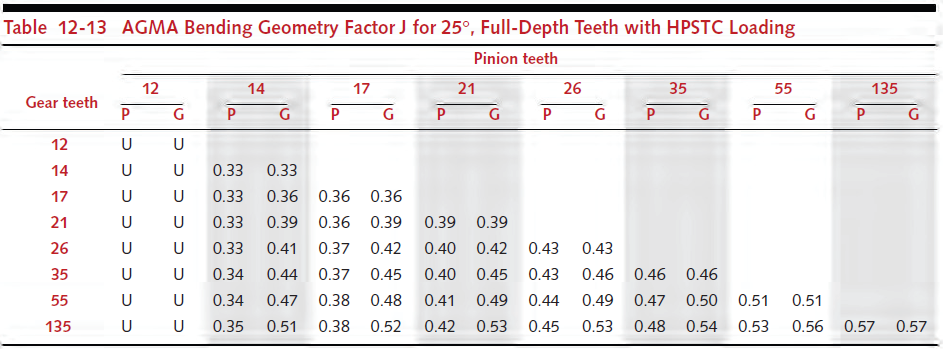 Table 12-13 AGMA Bending Geometry Factor J for 25°, Full-Depth Teeth with HPSTC Loading
Pinion teeth
Gear teeth 12 14 17 21 26 35 55 135
P G P G P G P G P G P G P G P G
12 U U
14 U U 0.33 0.33
17 U U 0.33 0.36 0.36 0.36
21 U U 0.33 0.39 0.36 0.39 0.39 0.39
26 U U 0.33 0.41 0.37 0.42 0.40 0.42 0.43 0.43
35 U U 0.34 0.44 0.37 0.45 0.40 0.45 0.43 0.46 0.46 0.46
55 U U 0.34 0.47 0.38 0.48 0.41 0.49 0.44 0.49 0.47 0.50 0.51 0.51
135 U U 0.35 0.51 0.38 0.52 0.42 0.53 0.45 0.53 0.48 0.54 0.53 0.56 0.57 0.57